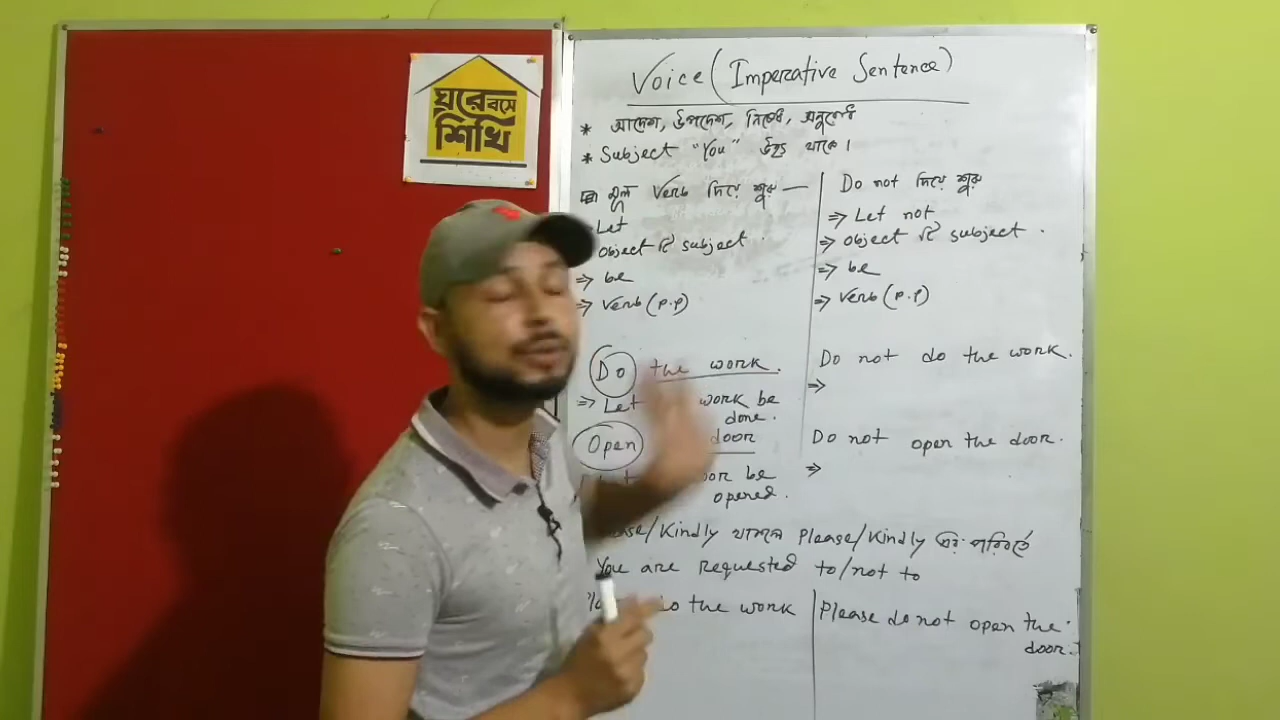 ঘরে বসে
শিখি
Voice (Imperative Sentence)
* আদেশ, উপদেশ, নিষেধ, অনুরোধ
* Subject "You" উহ্য থাকে।
মূল Verb দিয়ে শুরু —
Let
object টি subject.
⇒ be
⇒ Verb (p.p)
Do the work.
⇒ Let work be
done.
Open door
door be
opened.
Do not দিয়ে শুরু
⇒ Let not
⇒ object টি subject.
⇒ be
⇒ Verb (p.p)
Do not do the work.
⇒
Do not open the door.
⇒
Please/Kindly থাকলে Please/Kindly এর পরিবর্তে
You are requested to/not to
do the work
Please do not open the
door.